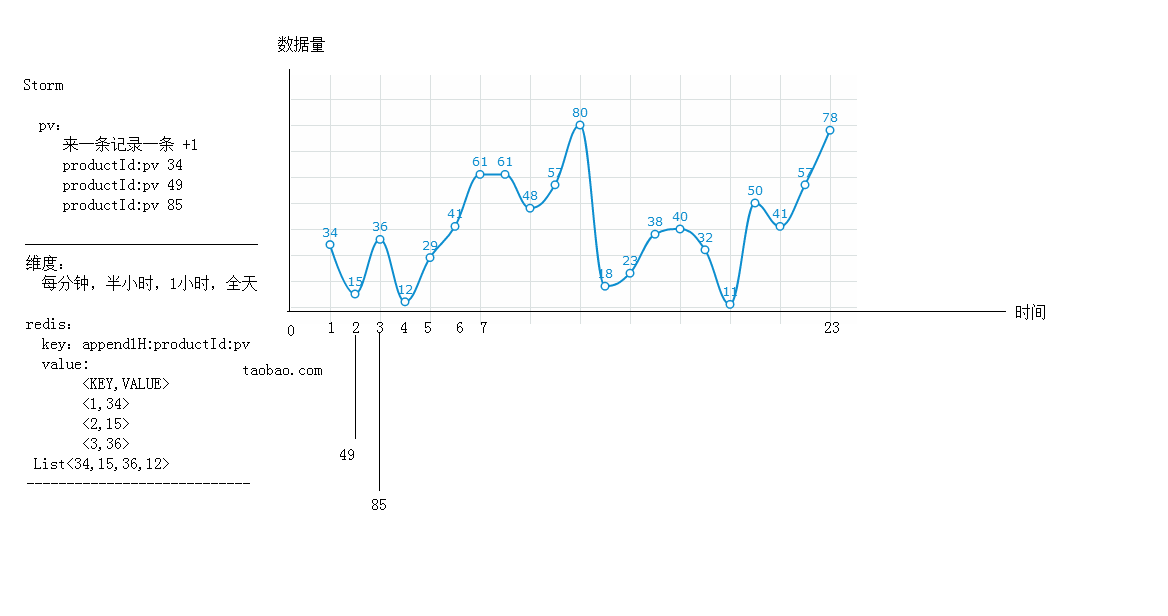 数据量
Storm
pv:
来一条记录一条 +1
productId:pv 34
productId:pv 49
productId:pv 85
维度:
每分钟, 半小时, 1小时, 全天
redis:
key: append1H:productId:pv
value:
<KEY,VALUE>
<1,34>
<2,15>
<3,36>
List<34,15,36,12>
----------------------------
taobao.com
34 15 36 12 29 41 61 61 48 57 80 18 23 38 40 32 11 50 41 57 78
0 1 2 3 4 5 6 7 23
时间
49
85